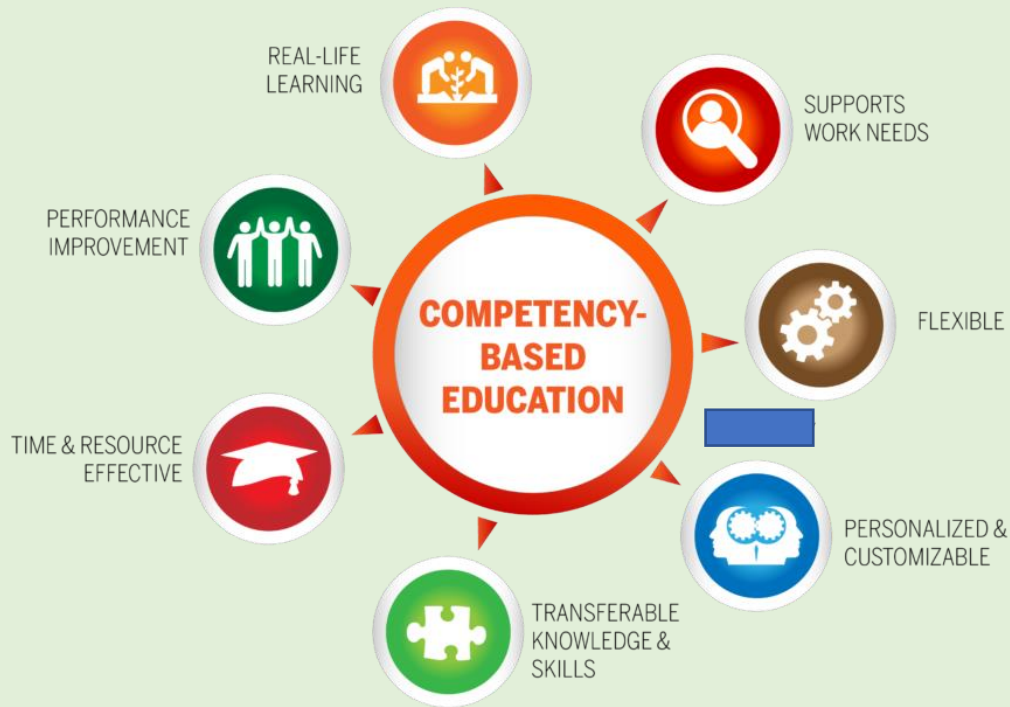 REAL-LIFE
LEARNING
SUPPORTS
WORK NEEDS
PERFORMANCE
IMPROVEMENT
COMPETENCY-
BASED
EDUCATION
FLEXIBLE
TIME & RESOURCE
EFFECTIVE
PERSONALIZED &
CUSTOMIZABLE
TRANSFERABLE
KNOWLEDGE &
SKILLS